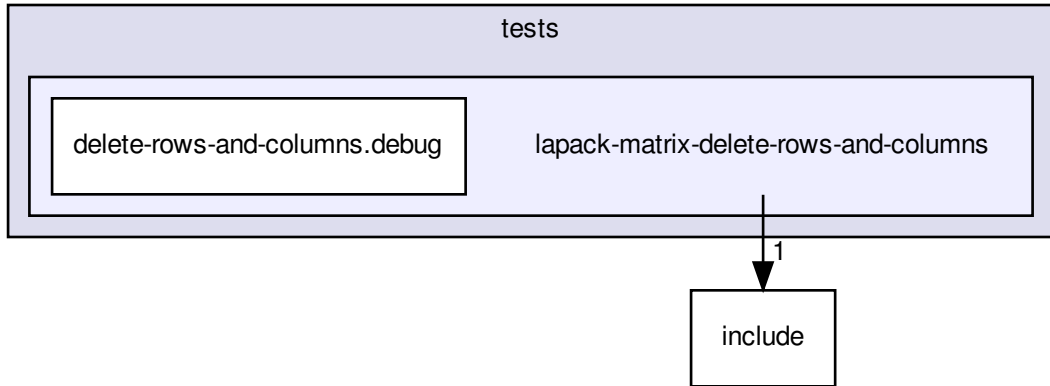 tests
delete-rows-and-columns.debug
lapack-matrix-delete-rows-and-columns
1
include